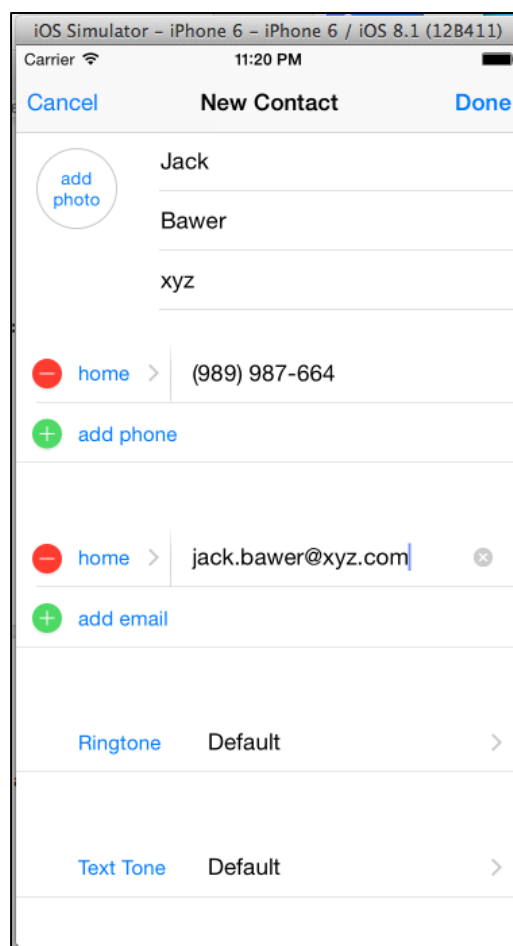 iOS Simulator – iPhone 6 – iPhone 6 / iOS 8.1 (12B411)
Carrier 11:20 PM
Cancel New Contact Done
add
photo
Jack
Bawer
xyz
home (989) 987-664
add phone
home jack.bawer@xyz.com
add email
Ringtone Default
Text Tone Default